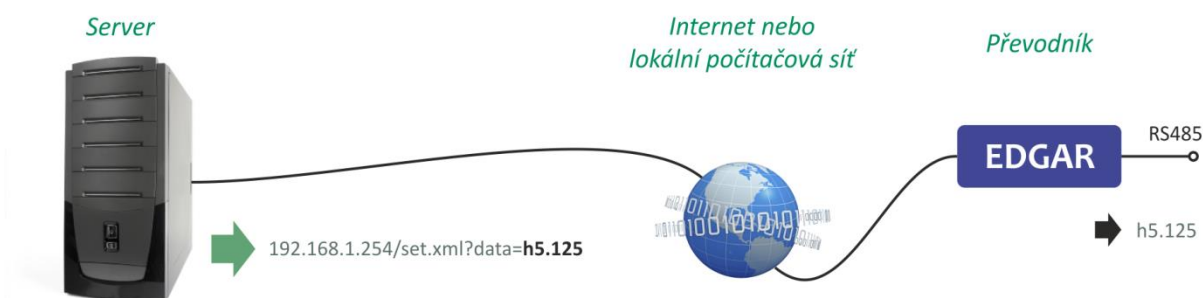 Server
Internet nebo
lokální počítačová síť
Převodník
EDGAR
RS485
192.168.1.254/set.xml?data=h5.125
h5.125